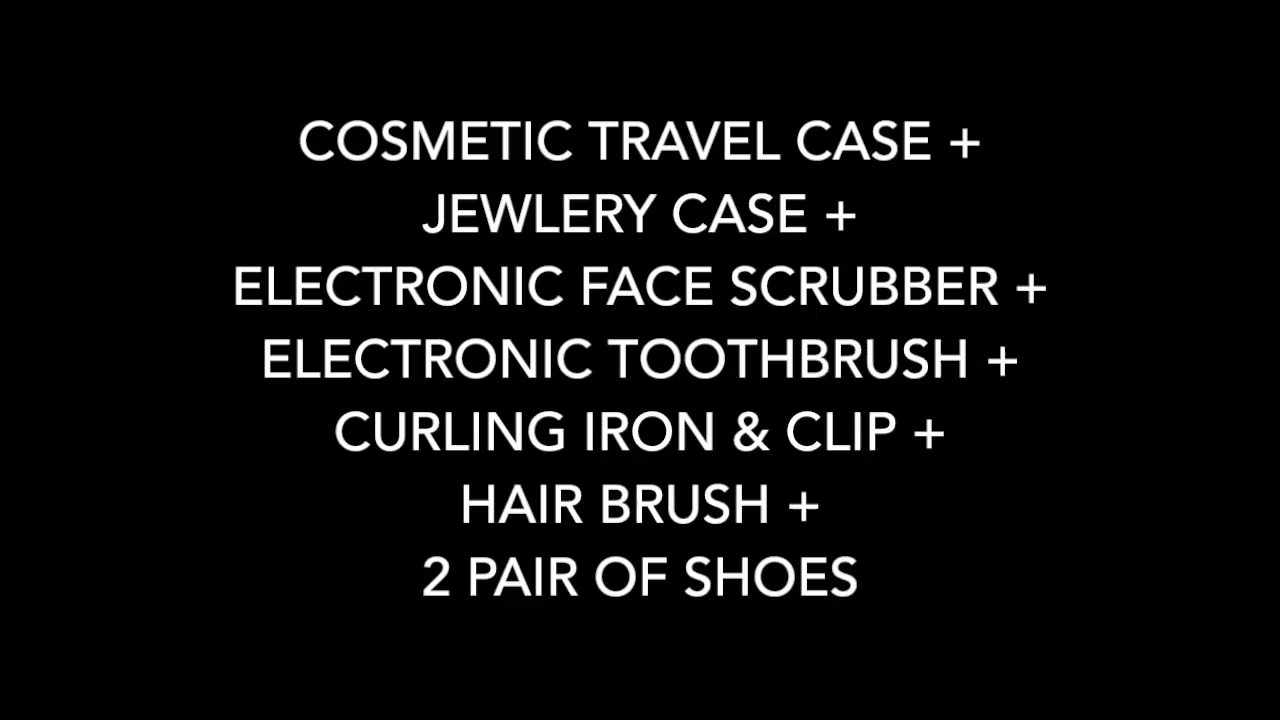 COSMETIC TRAVEL CASE +
JEWLERY CASE +
ELECTRONIC FACE SCRUBBER +
ELECTRONIC TOOTHBRUSH +
CURLING IRON & CLIP +
HAIR BRUSH +
2 PAIR OF SHOES